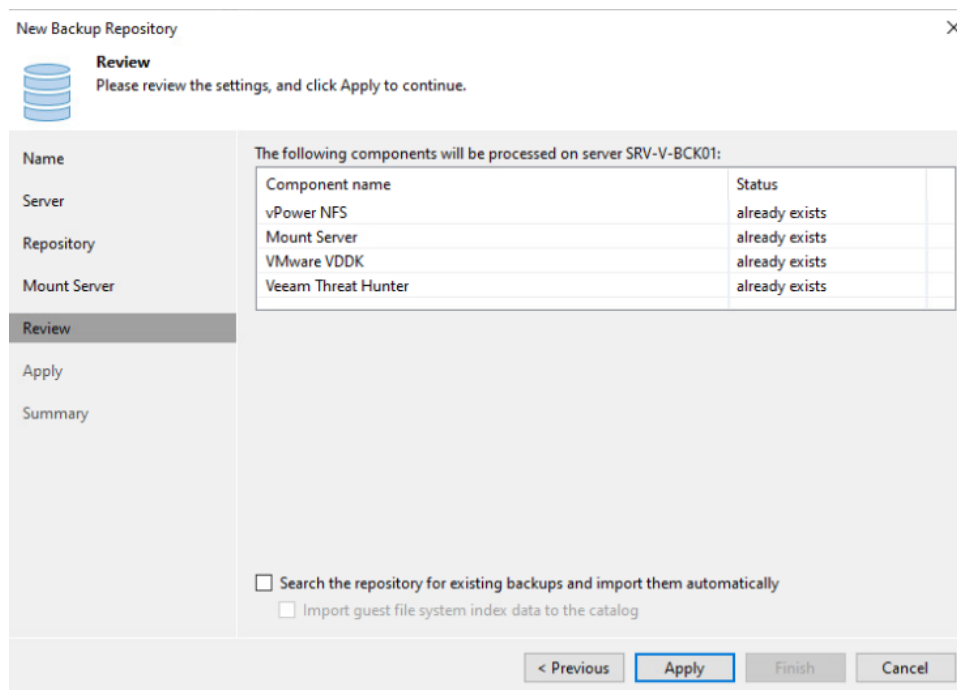 New Backup Repository
Review
Please review the settings, and click Apply to continue.
Name
Server
Repository
Mount Server
Review
Apply
Summary
The following components will be processed on server SRV-V-BCK01:
Component name Status
vPower NFS already exists
Mount Server already exists
VMware VDDK already exists
Veeam Threat Hunter already exists
Search the repository for existing backups and import them automatically
Import guest file system index data to the catalog
< Previous Apply Finish Cancel